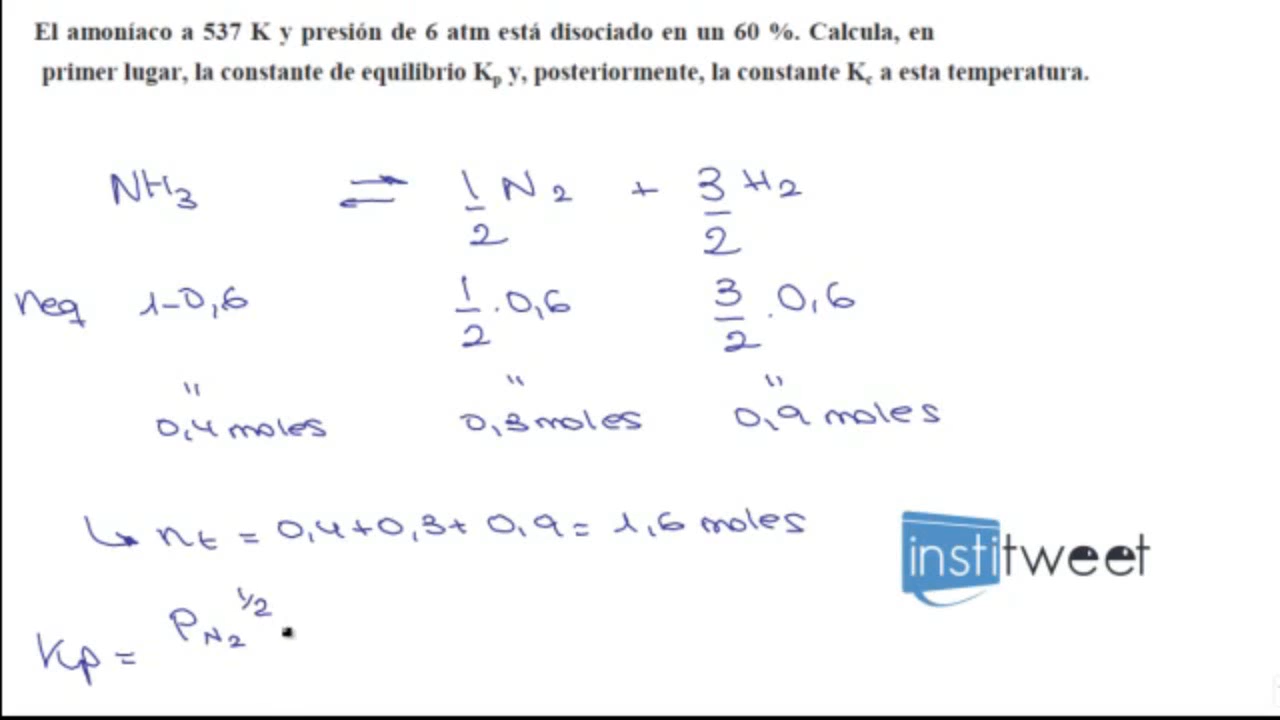 El amoníaco a 537 K y presión de 6 atm está disociado en un 60 %. Calcula, en
primer lugar, la constante de equilibrio Kp y, posteriormente, la constante Kc a esta temperatura.
NH3 ⇌ 1/2 N2 + 3/2 H2
neq 1-0,6 1/2 · 0,6 3/2 · 0,6
" " "
0,4 moles 0,3 moles 0,9 moles
↳ nt = 0,4+0,3+0,9 = 1,6 moles
institweet
Kp = PN2^1/2